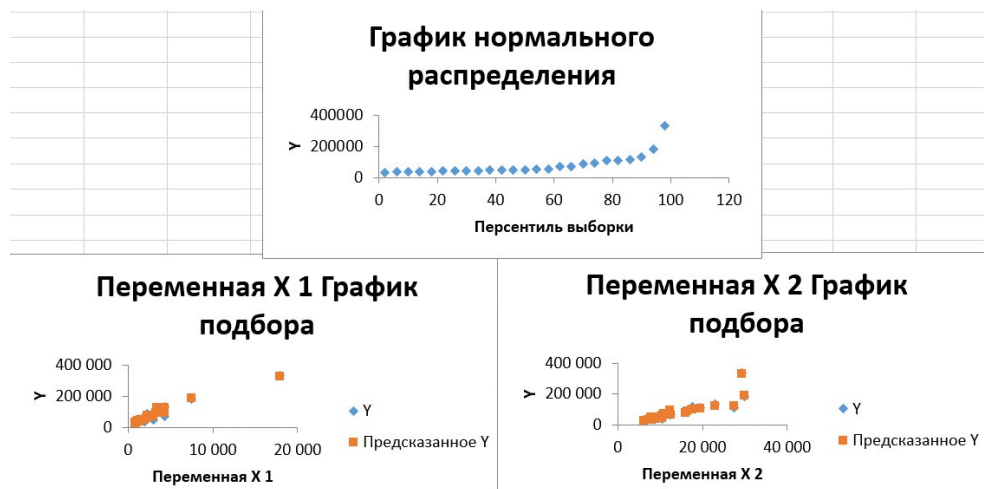 График нормального
распределения
400000
200000
0
Y
0 20 40 60 80 100 120
Персентиль выборки
Переменная X 1 График
подбора
400 000
200 000
0
Y
0 10 000 20 000
Переменная X 1
Y
Предсказанное Y
Переменная X 2 График
подбора
400 000
200 000
0
Y
0 20 000 40 000
Переменная X 2
Y
Предсказанное Y